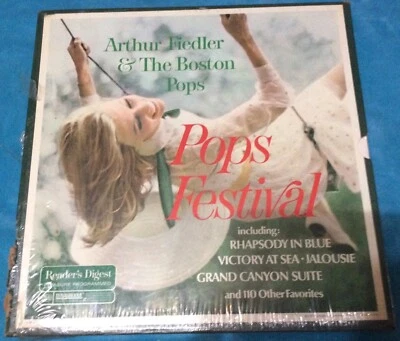 Arthur Fiedler
& The Boston
Pops
Pops
Festival
including:
RHAPSODY IN BLUE
VICTORY AT SEA • JALOUSIE
GRAND CANYON SUITE
and 110 Other Favorites
Reader's Digest